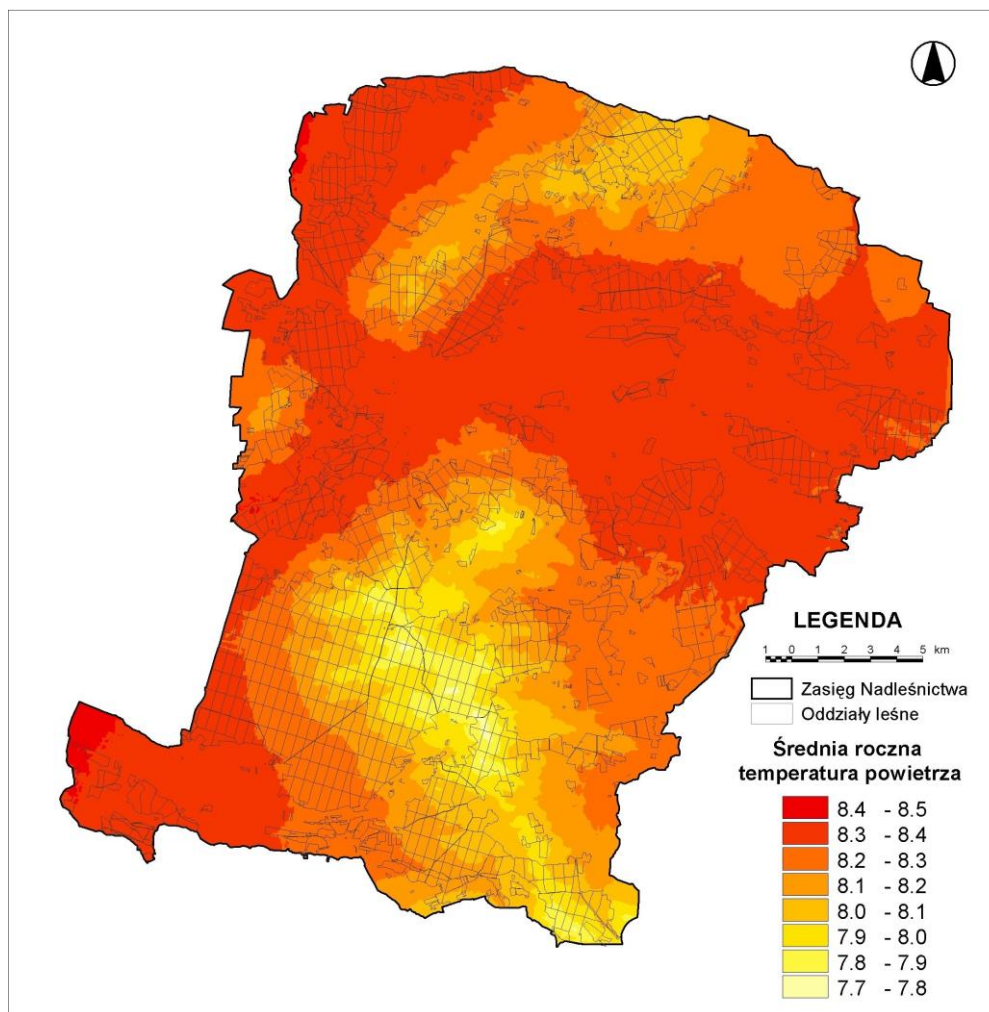 LEGENDA
1 0 1 2 3 4 5 km
Zasięg Nadleśnictwa
Oddziały leśne
Średnia roczna
temperatura powietrza
8.4 - 8.5
8.3 - 8.4
8.2 - 8.3
8.1 - 8.2
8.0 - 8.1
7.9 - 8.0
7.8 - 7.9
7.7 - 7.8